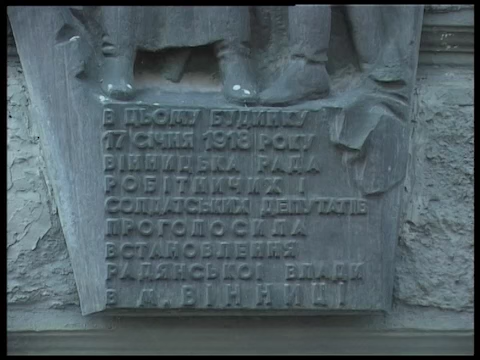 В ЦЬОМУ БУДИНКУ
17 СІЧНЯ 1918 РОКУ
ВІННИЦЬКА РАДА
РОБІТНИЧИХ І
СОЛДАТСЬКИХ ДЕПУТАТІВ
ПРОГОЛОСИЛА
ВСТАНОВЛЕННЯ
РАДЯНСЬКОЇ ВЛАДИ
В М. ВІННИЦІ